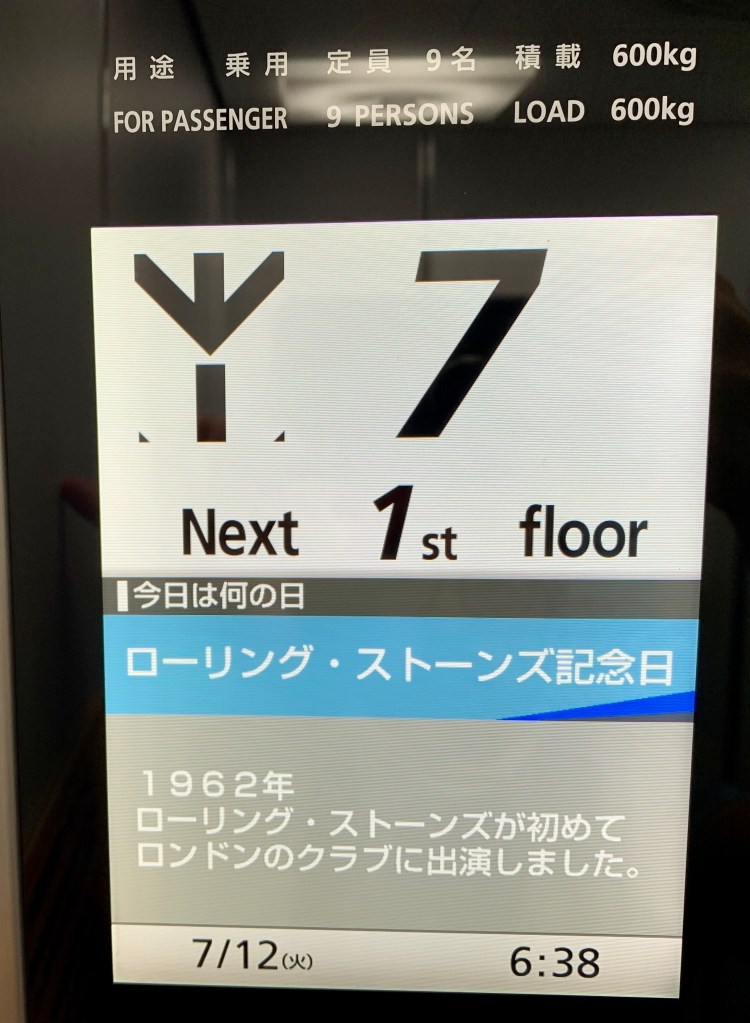 用途 乗用 定員 9名 積載 600kg
FOR PASSENGER 9 PERSONS LOAD 600kg
7
Next 1st floor
今日は何の日
ローリング・ストーンズ記念日
1962年
ローリング・ストーンズが初めて
ロンドンのクラブに出演しました。
7/12(火) 6:38